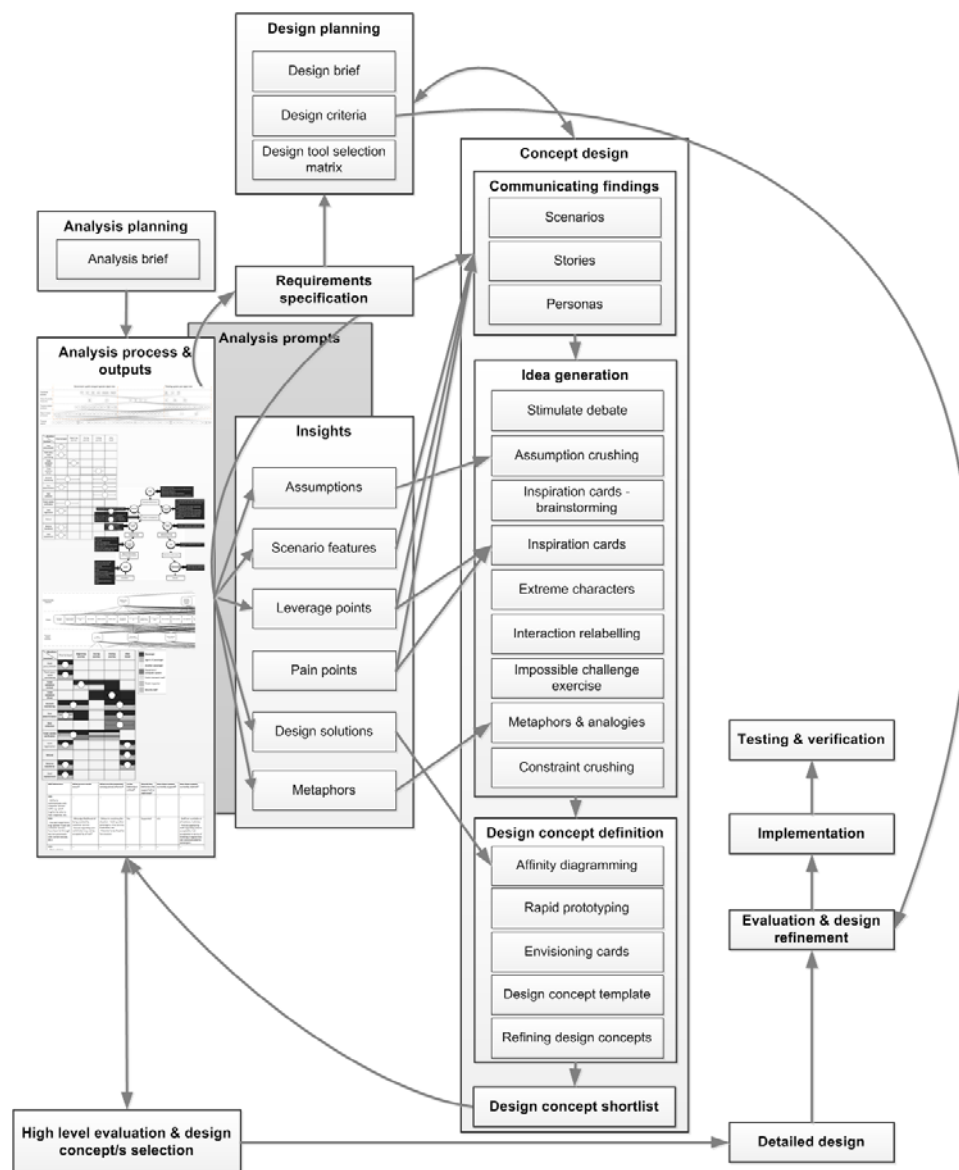 Design planning
Design brief
Design criteria
Design tool selection
matrix
Concept design
Communicating findings
Scenarios
Stories
Personas
Analysis planning
Analysis brief
Requirements
specification
Analysis prompts
Analysis process &
outputs
Insights
Assumptions
Scenario features
Leverage points
Pain points
Design solutions
Metaphors
Idea generation
Stimulate debate
Assumption crushing
Inspiration cards -
brainstorming
Inspiration cards
Extreme characters
Interaction relabelling
Impossible challenge
exercise
Metaphors & analogies
Constraint crushing
Design concept definition
Affinity diagramming
Rapid prototyping
Envisioning cards
Design concept template
Refining design concepts
Design concept shortlist
Testing & verification
Implementation
Evaluation & design
refinement
Detailed design
High level evaluation & design
concept/s selection